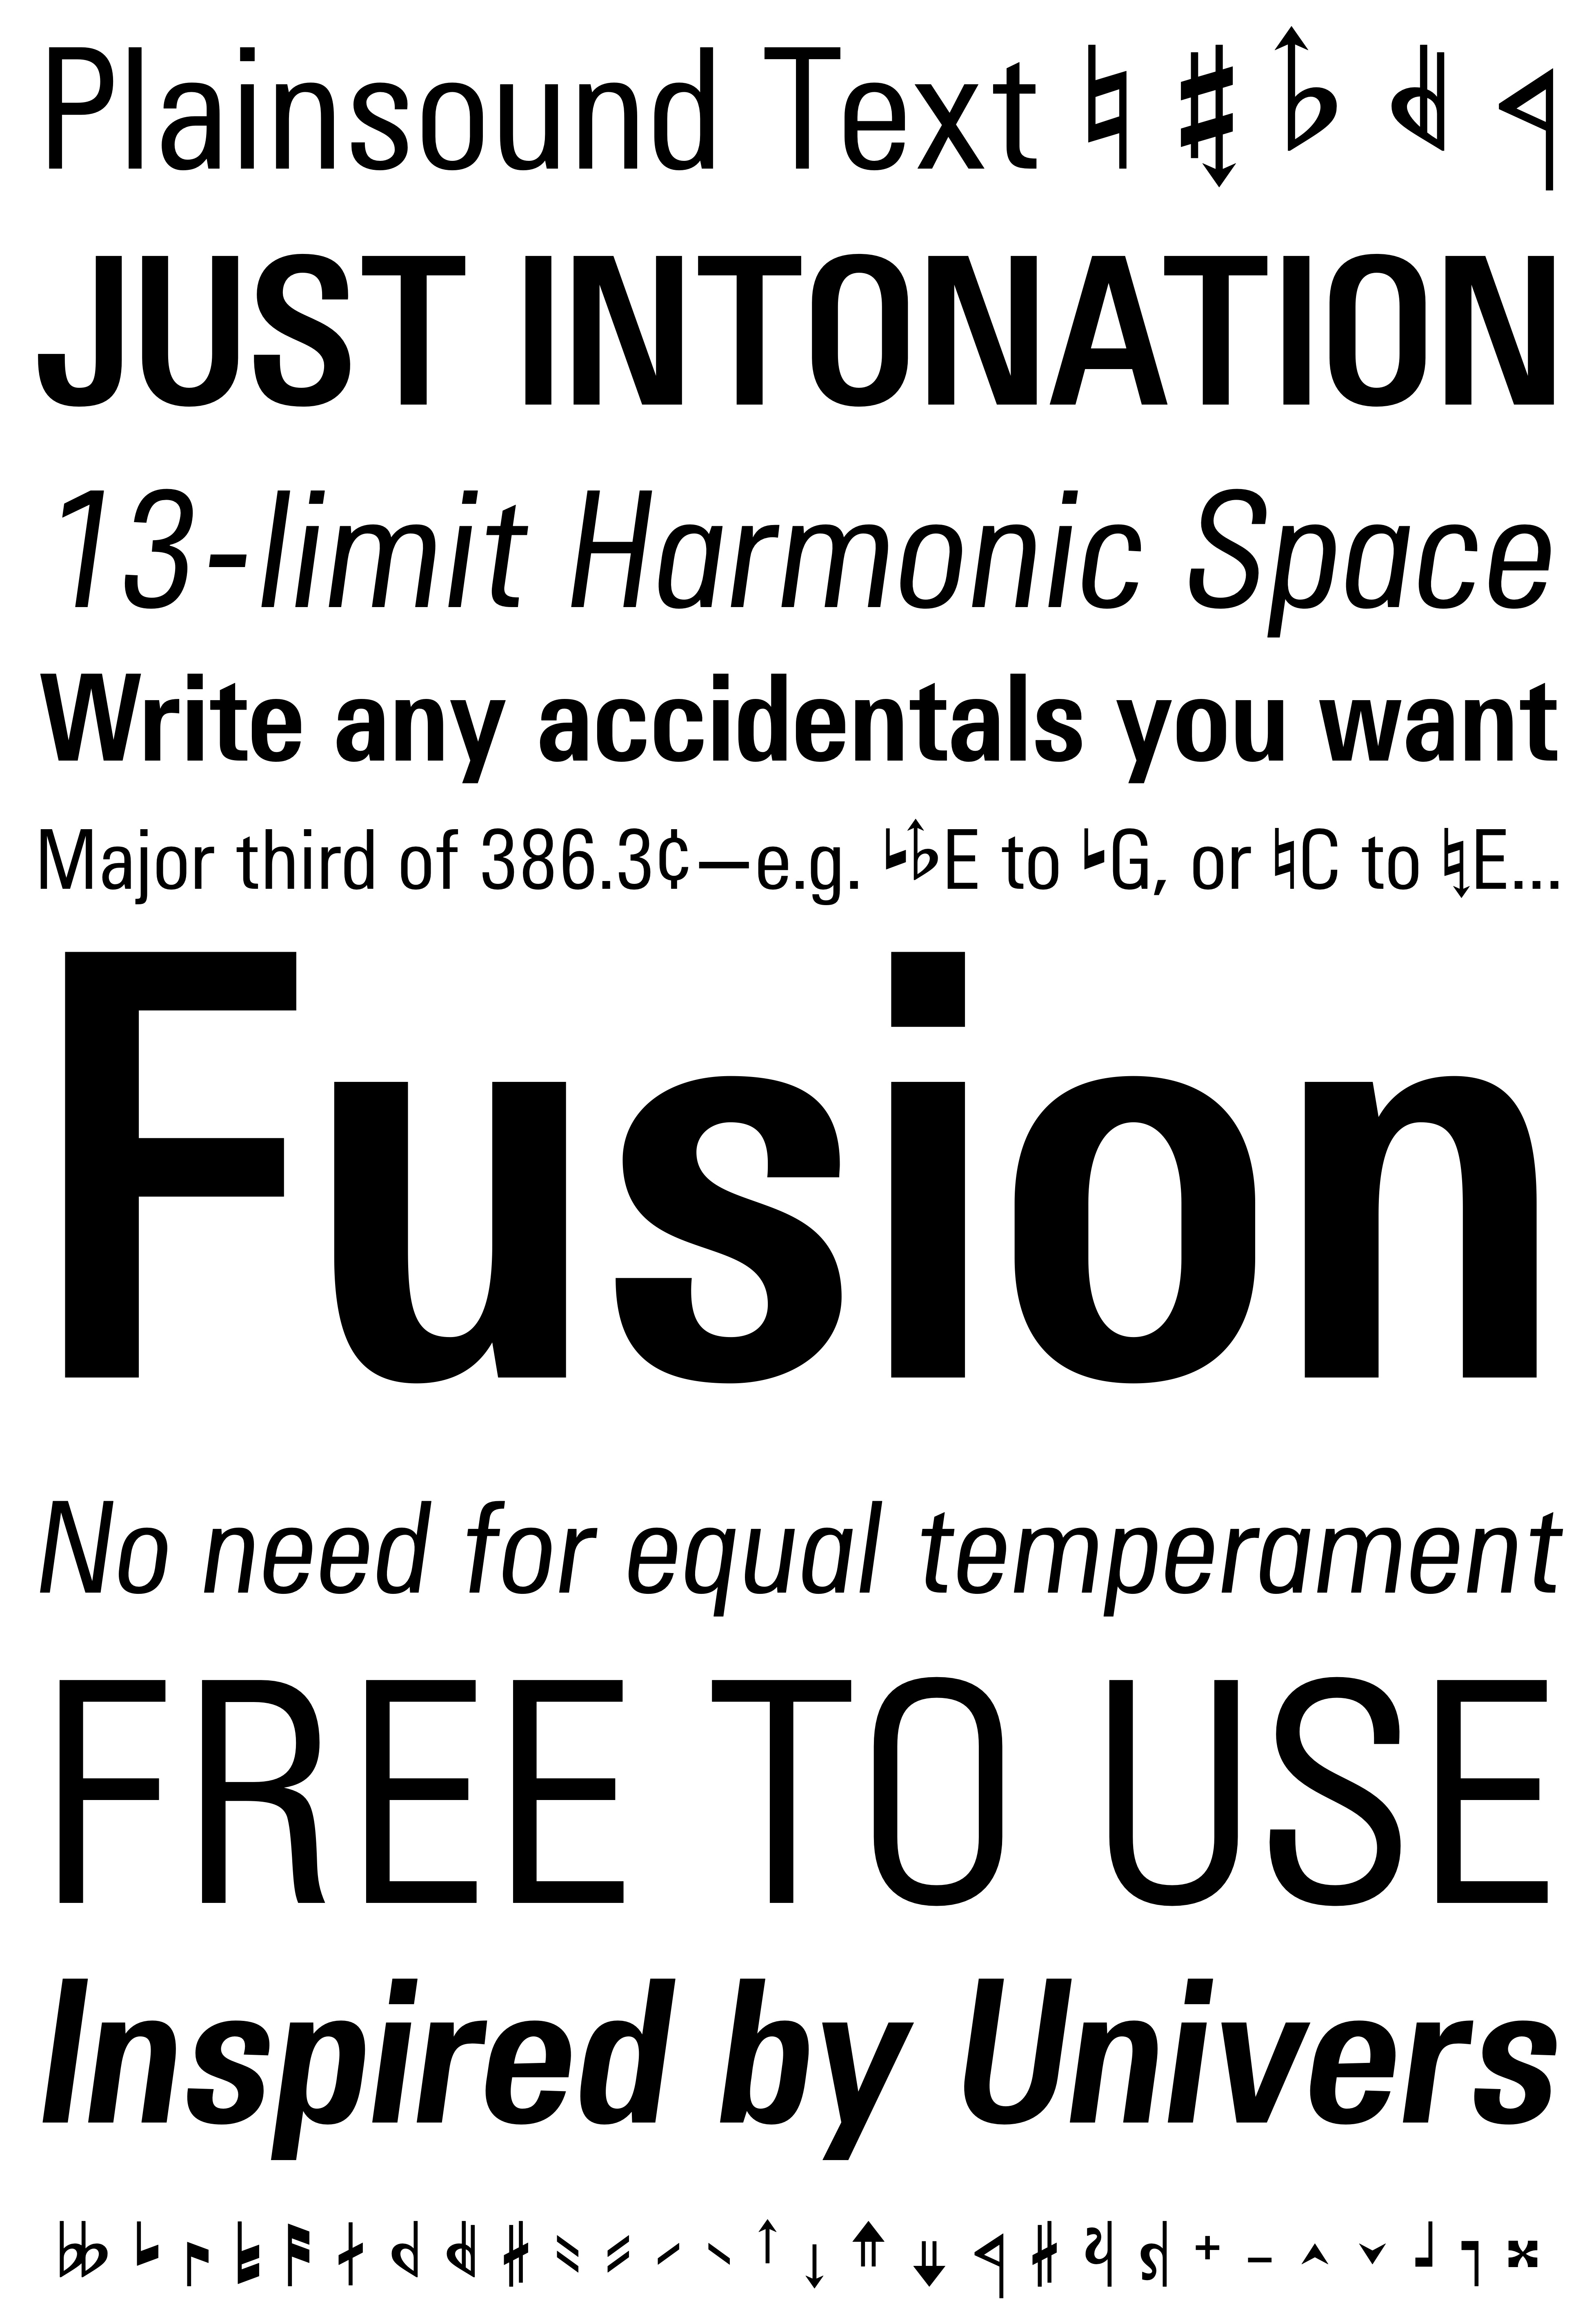 Plainsound Text ♮
JUST INTONATION
13-limit Harmonic Space
Write any accidentals you want
Major third of 386.3¢—e.g. E to G, or ♮C to E...
Fusion
No need for equal temperament
FREE TO USE
Inspired by Univers